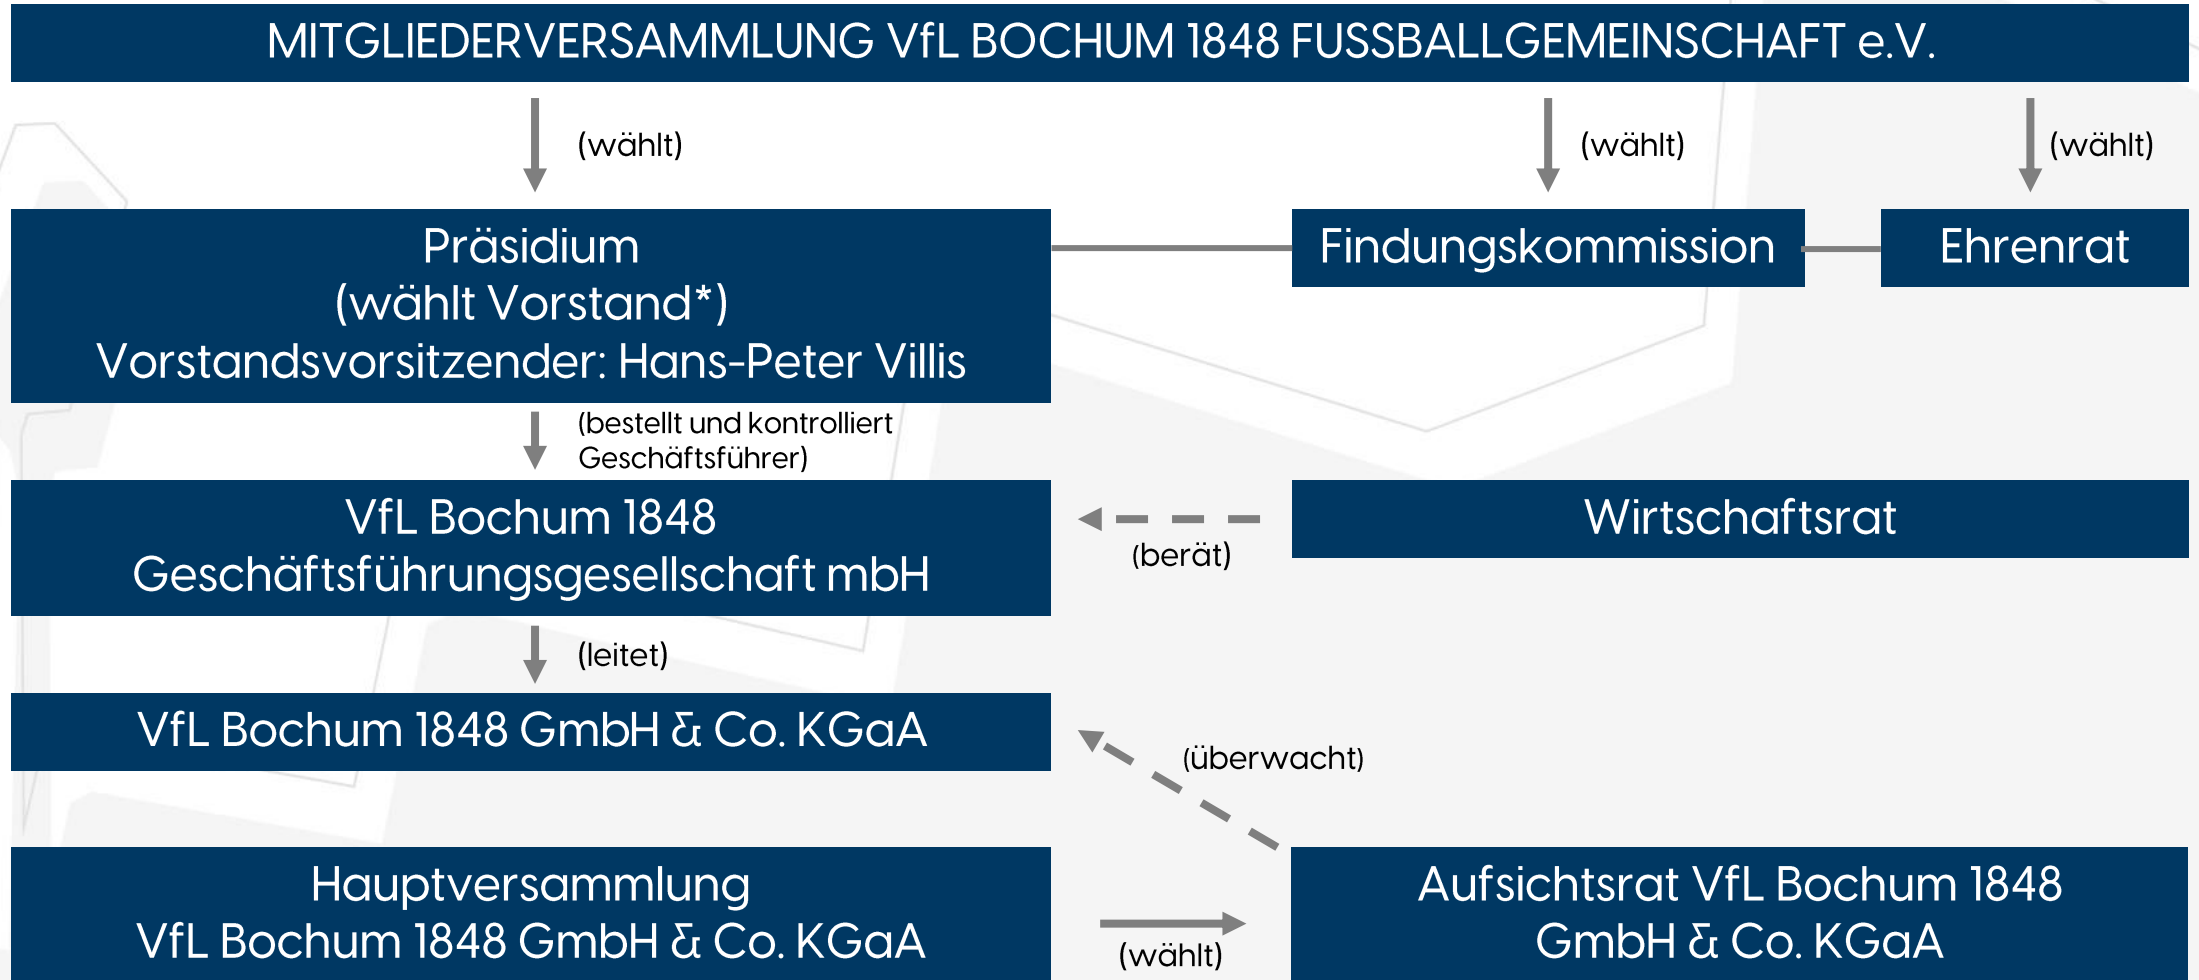 MITGLIEDERVERSAMMLUNG VfL BOCHUM 1848 FUSSBALLGEMEINSCHAFT e.V.
(wählt)
(wählt)
(wählt)
Präsidium
(wählt Vorstand*)
Vorstandsvorsitzender: Hans-Peter Villis
Findungskommission
Ehrenrat
(bestellt und kontrolliert
Geschäftsführer)
VfL Bochum 1848
Geschäftsführungsgesellschaft mbH
(berät)
Wirtschaftsrat
(leitet)
VfL Bochum 1848 GmbH & Co. KGaA
(überwacht)
Hauptversammlung
VfL Bochum 1848 GmbH & Co. KGaA
(wählt)
Aufsichtsrat VfL Bochum 1848
GmbH & Co. KGaA